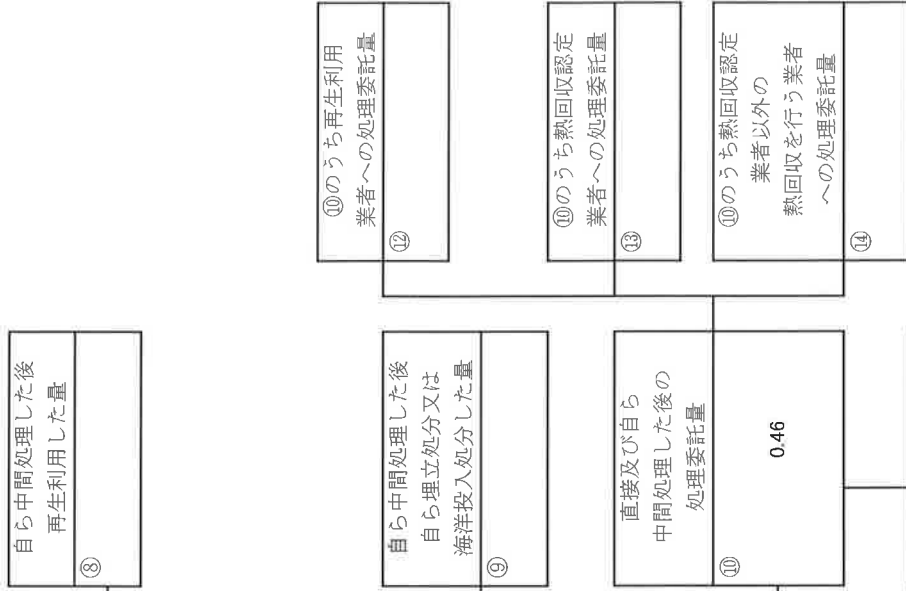 自ら中間処理した後
再生利用した量
⑧
自ら中間処理した後
自ら埋立処分又は
海洋投入処分した量
⑨
直接及び自ら
中間処理した後の
処理委託量
⑩
0.46
⑩のうち再生利用
業者への処理委託量
⑫
⑩のうち熱回収認定
業者への処理委託量
⑬
⑩のうち熱回収認定
業者以外の
熱回収を行う業者
への処理委託量
⑭